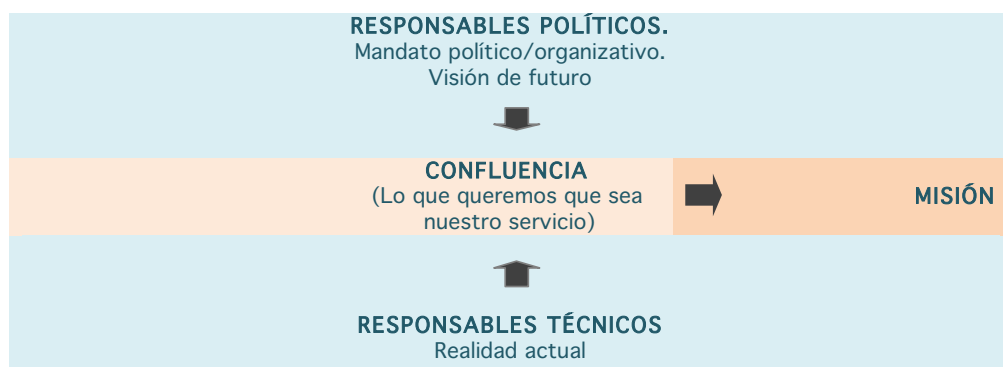 RESPONSABLES POLÍTICOS.
Mandato político/organizativo.
Visión de futuro
CONFLUENCIA
(Lo que queremos que sea
nuestro servicio)
MISIÓN
RESPONSABLES TÉCNICOS
Realidad actual